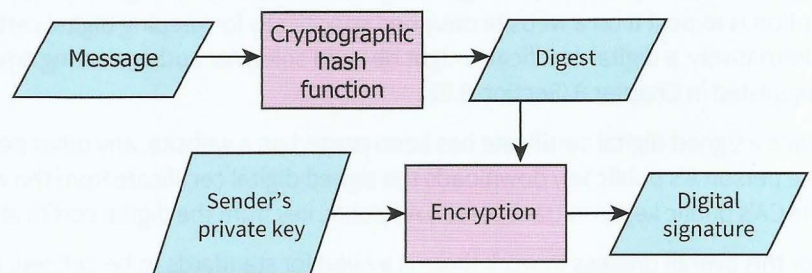 Message
Cryptographic
hash
function
Digest
Sender's
private key
Encryption
Digital
signature